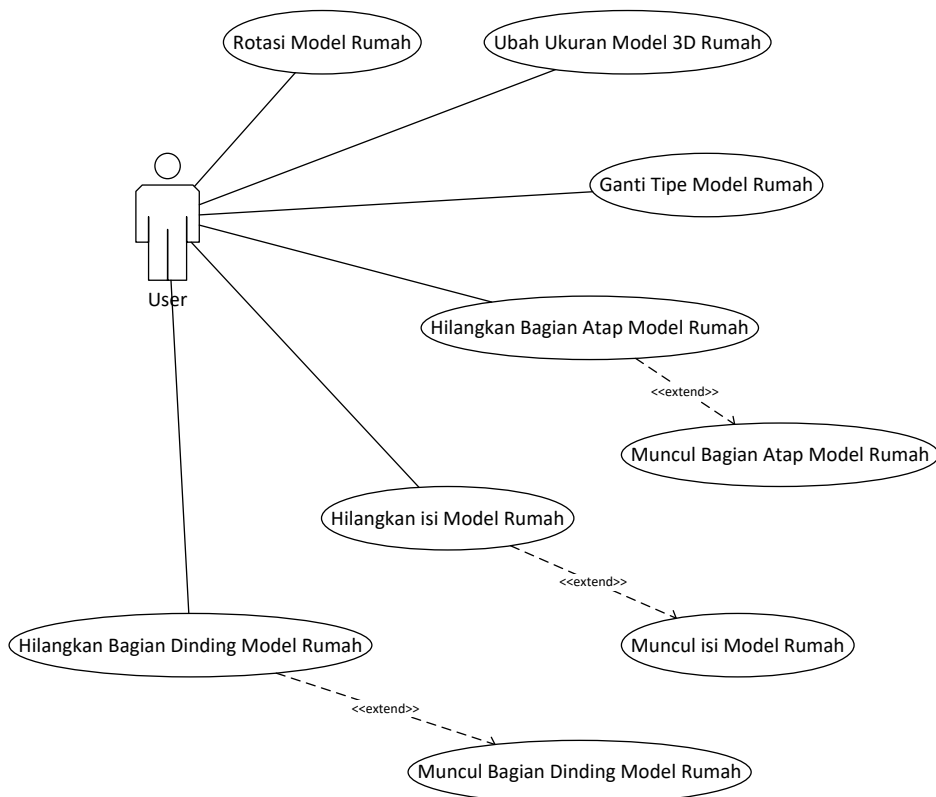 Rotasi Model Rumah
Ubah Ukuran Model 3D Rumah
Ganti Tipe Model Rumah
User
Hilangkan Bagian Atap Model Rumah
<<extend>>
Muncul Bagian Atap Model Rumah
Hilangkan isi Model Rumah
<<extend>>
Hilangkan Bagian Dinding Model Rumah
Muncul isi Model Rumah
<<extend>>
Muncul Bagian Dinding Model Rumah